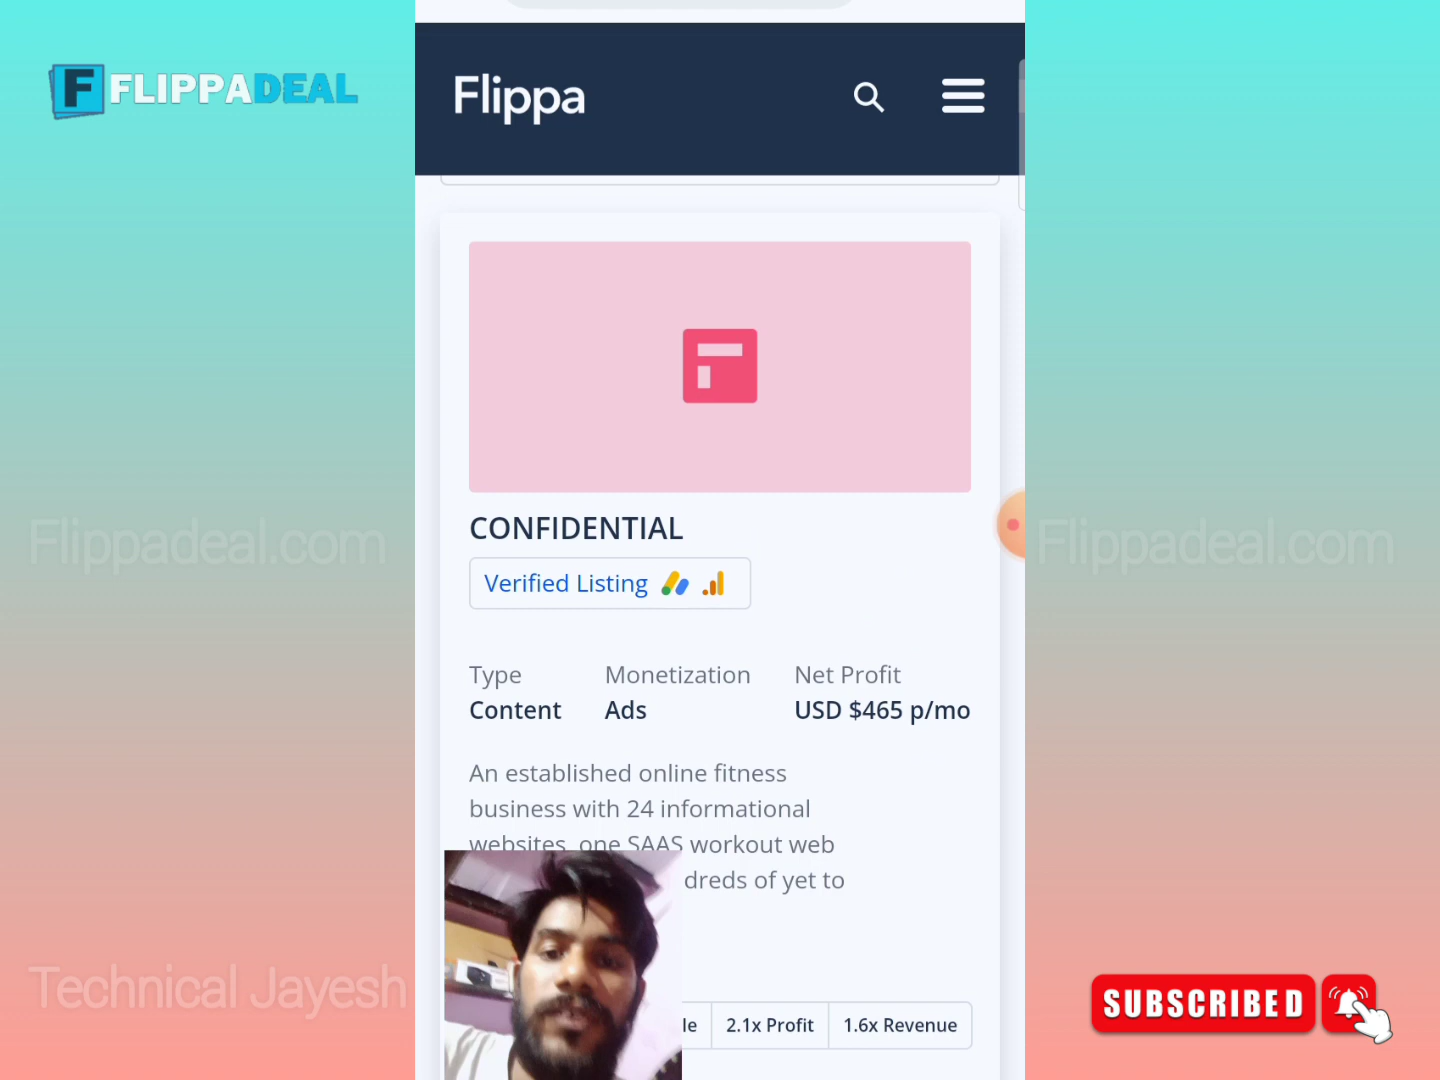 FLIPPADEAL
Flippa
CONFIDENTIAL
Verified Listing
Type Monetization Net Profit
Content Ads USD $465 p/mo
An established online fitness
business with 24 informational
websites, one SAAS workout web
dreds of yet to
le 2.1x Profit 1.6x Revenue
Flippadeal.com
Flippadeal.com
Technical Jayesh
SUBSCRIBED